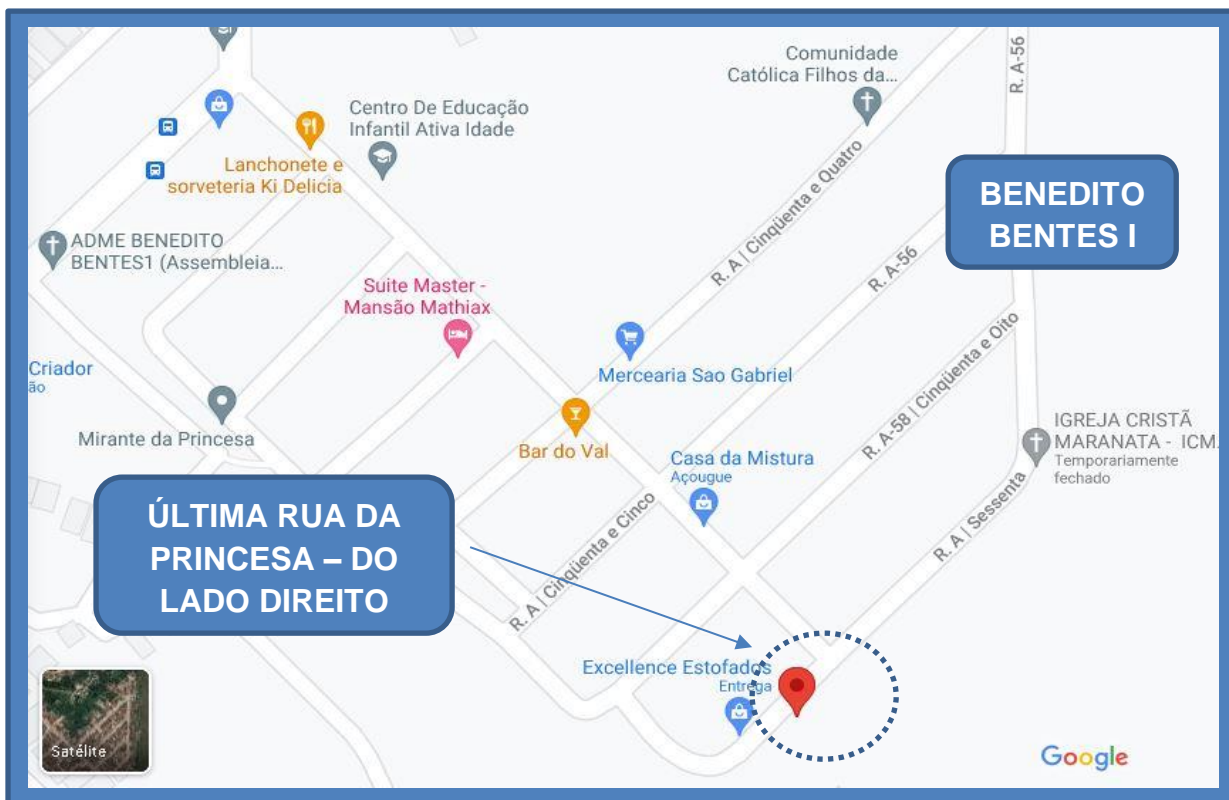 Comunidade
Católica Filhos da...
R. A-56
Centro De Educação
Infantil Ativa Idade
Lanchonete e
sorveteria Ki Delicia
R. A | Cinqüenta e Quatro
BENEDITO
BENTES I
ADME BENEDITO
BENTES1 (Assembleia...
R. A-56
Suite Master -
Mansão Mathiax
Criador
ão
Mercearia Sao Gabriel
R. A-58 | Cinqüenta e Oito
Mirante da Princesa
Bar do Val
IGREJA CRISTÃ
MARANATA - ICM.
Temporariamente
fechado
Casa da Mistura
Açougue
ÚLTIMA RUA DA
PRINCESA – DO
LADO DIREITO
R. A | Cinqüenta e Cinco
R. A | Sessenta
Excellence Estofados
Entrega
Satélite
Google